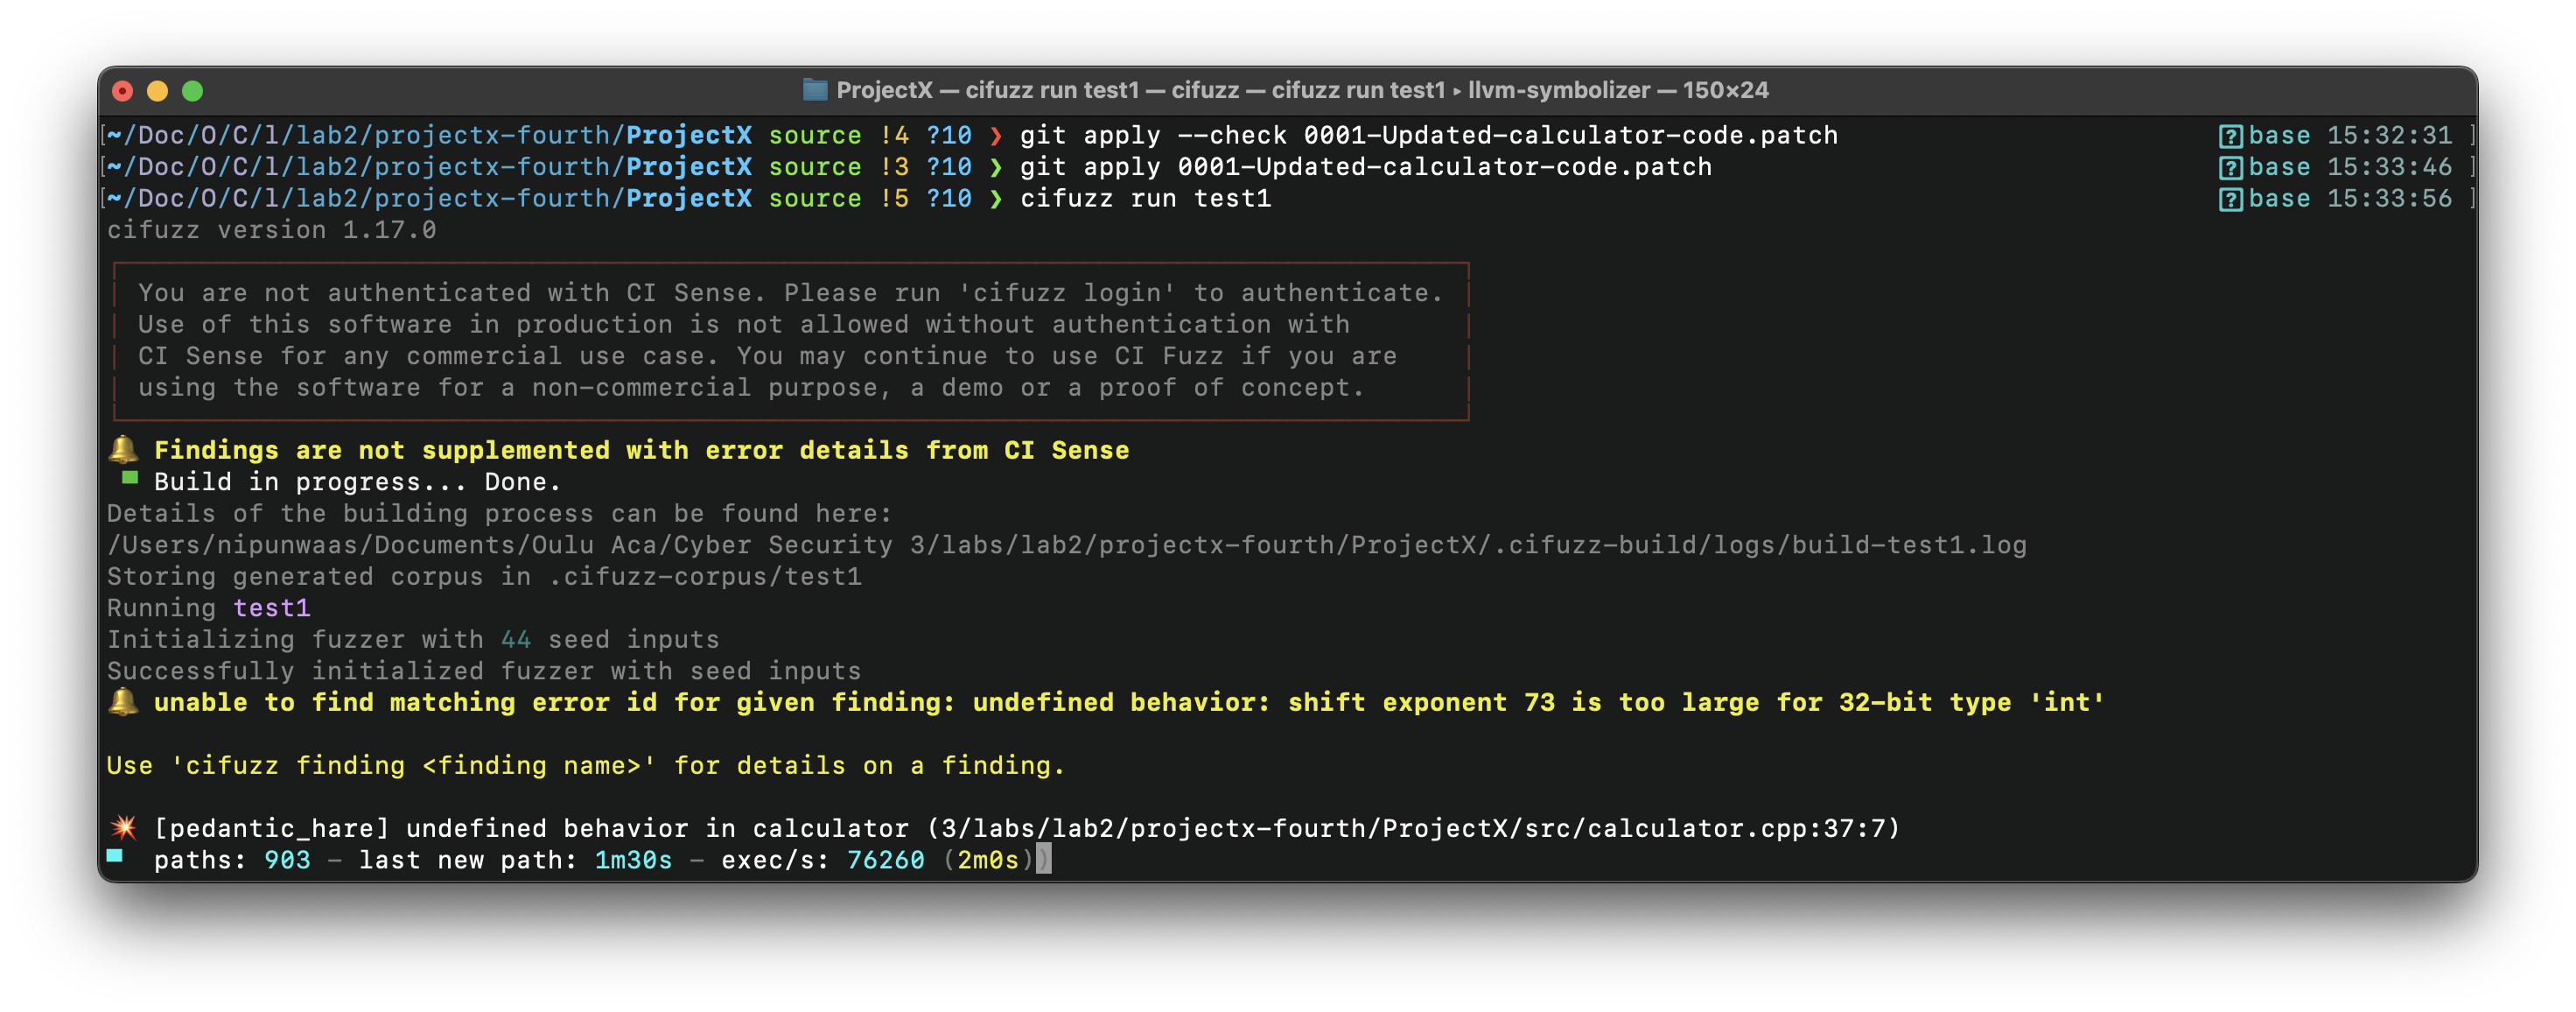 ProjectX — cifuzz run test1 — cifuzz — cifuzz run test1 ▸ llvm-symbolizer — 150×24
[~/Doc/O/C/l/lab2/projectx-fourth/ProjectX source !4 ?10 ❯ git apply --check 0001-Updated-calculator-code.patch ?base 15:32:31 ]
[~/Doc/O/C/l/lab2/projectx-fourth/ProjectX source !3 ?10 ❯ git apply 0001-Updated-calculator-code.patch ?base 15:33:46 ]
[~/Doc/O/C/l/lab2/projectx-fourth/ProjectX source !5 ?10 ❯ cifuzz run test1 ?base 15:33:56 ]
cifuzz version 1.17.0
You are not authenticated with CI Sense. Please run 'cifuzz login' to authenticate.
Use of this software in production is not allowed without authentication with
CI Sense for any commercial use case. You may continue to use CI Fuzz if you are
using the software for a non-commercial purpose, a demo or a proof of concept.
🔔 Findings are not supplemented with error details from CI Sense
▀ Build in progress... Done.
Details of the building process can be found here:
/Users/nipunwaas/Documents/Oulu Aca/Cyber Security 3/labs/lab2/projectx-fourth/ProjectX/.cifuzz-build/logs/build-test1.log
Storing generated corpus in .cifuzz-corpus/test1
Running test1
Initializing fuzzer with 44 seed inputs
Successfully initialized fuzzer with seed inputs
🔔 unable to find matching error id for given finding: undefined behavior: shift exponent 73 is too large for 32-bit type 'int'
Use 'cifuzz finding <finding name>' for details on a finding.
💥 [pedantic_hare] undefined behavior in calculator (3/labs/lab2/projectx-fourth/ProjectX/src/calculator.cpp:37:7)
▀ paths: 903 — last new path: 1m30s — exec/s: 76260 (2m0s))